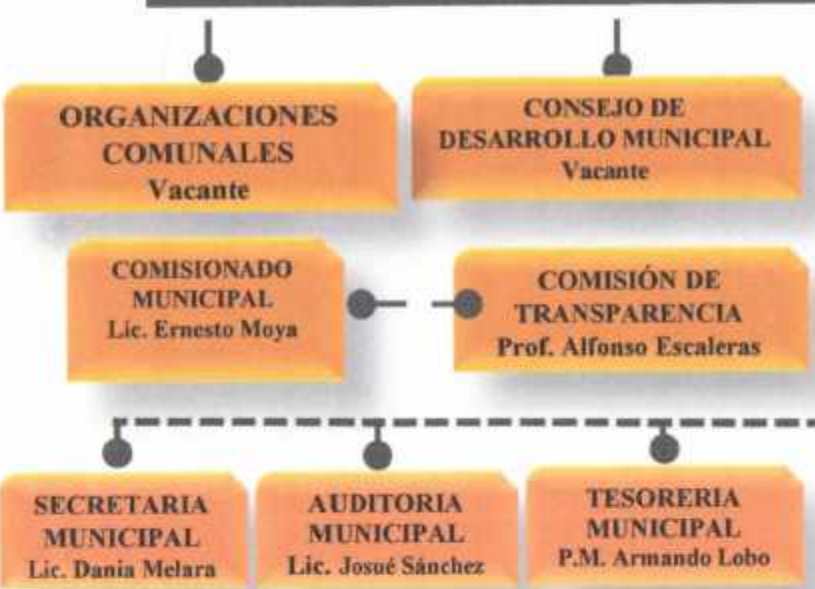 ORGANIZACIONES
COMUNALES
Vacante
CONSEJO DE
DESARROLLO MUNICIPAL
Vacante
COMISIONADO
MUNICIPAL
Lic. Ernesto Moya
COMISIÓN DE
TRANSPARENCIA
Prof. Alfonso Escaleras
SECRETARIA
MUNICIPAL
Lic. Dania Melara
AUDITORIA
MUNICIPAL
Lic. Josué Sánchez
TESORERIA
MUNICIPAL
P.M. Armando Lobo